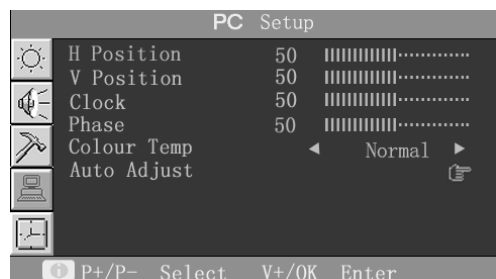 PC Setup
H Position 50
V Position 50
Clock 50
Phase 50
Colour Temp Normal
Auto Adjust
P+/P- Select V+/OK Enter